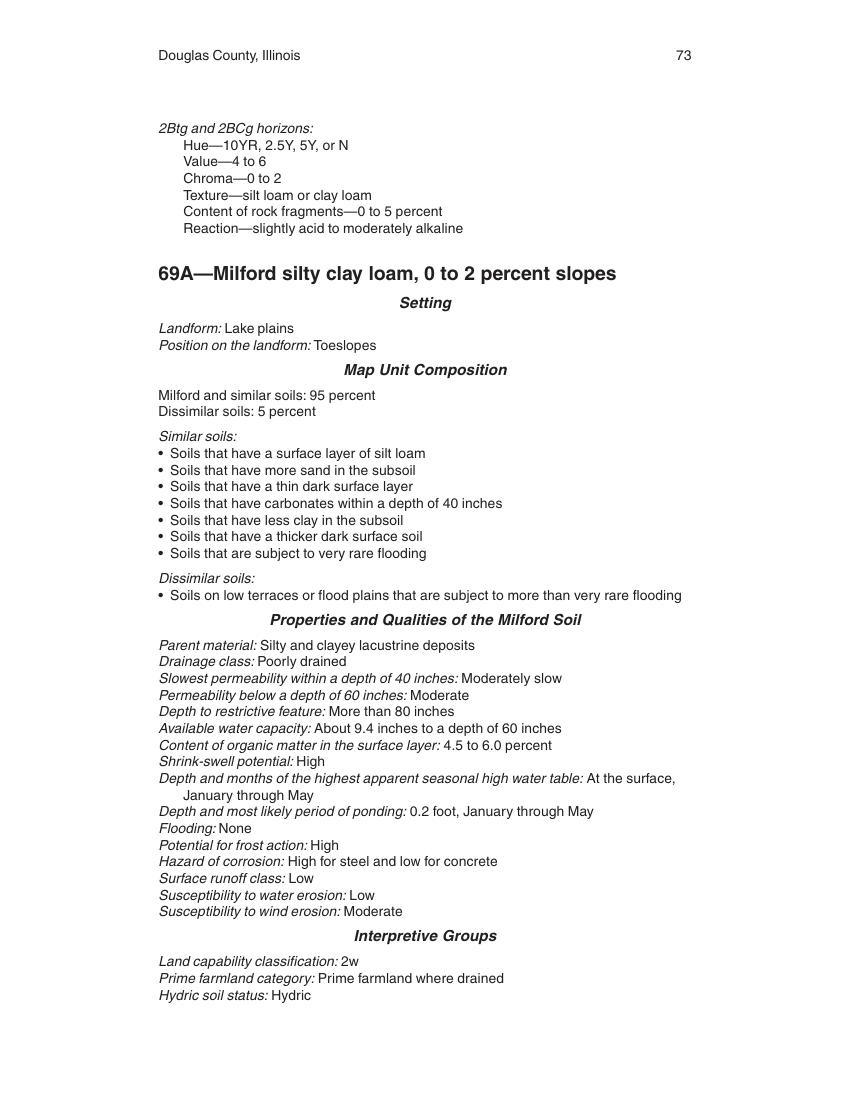 Douglas County, Illinois 73
2Btg and 2BCg horizons:
Hue—10YR, 2.5Y, 5Y, or N
Value—4 to 6
Chroma—0 to 2
Texture—silt loam or clay loam
Content of rock fragments—0 to 5 percent
Reaction—slightly acid to moderately alkaline
69A—Milford silty clay loam, 0 to 2 percent slopes
Setting
Landform: Lake plains
Position on the landform: Toeslopes
Map Unit Composition
Milford and similar soils: 95 percent
Dissimilar soils: 5 percent
Similar soils:
• Soils that have a surface layer of silt loam
• Soils that have more sand in the subsoil
• Soils that have a thin dark surface layer
• Soils that have carbonates within a depth of 40 inches
• Soils that have less clay in the subsoil
• Soils that have a thicker dark surface soil
• Soils that are subject to very rare flooding
Dissimilar soils:
• Soils on low terraces or flood plains that are subject to more than very rare flooding
Properties and Qualities of the Milford Soil
Parent material: Silty and clayey lacustrine deposits
Drainage class: Poorly drained
Slowest permeability within a depth of 40 inches: Moderately slow
Permeability below a depth of 60 inches: Moderate
Depth to restrictive feature: More than 80 inches
Available water capacity: About 9.4 inches to a depth of 60 inches
Content of organic matter in the surface layer: 4.5 to 6.0 percent
Shrink-swell potential: High
Depth and months of the highest apparent seasonal high water table: At the surface,
January through May
Depth and most likely period of ponding: 0.2 foot, January through May
Flooding: None
Potential for frost action: High
Hazard of corrosion: High for steel and low for concrete
Surface runoff class: Low
Susceptibility to water erosion: Low
Susceptibility to wind erosion: Moderate
Interpretive Groups
Land capability classification: 2w
Prime farmland category: Prime farmland where drained
Hydric soil status: Hydric